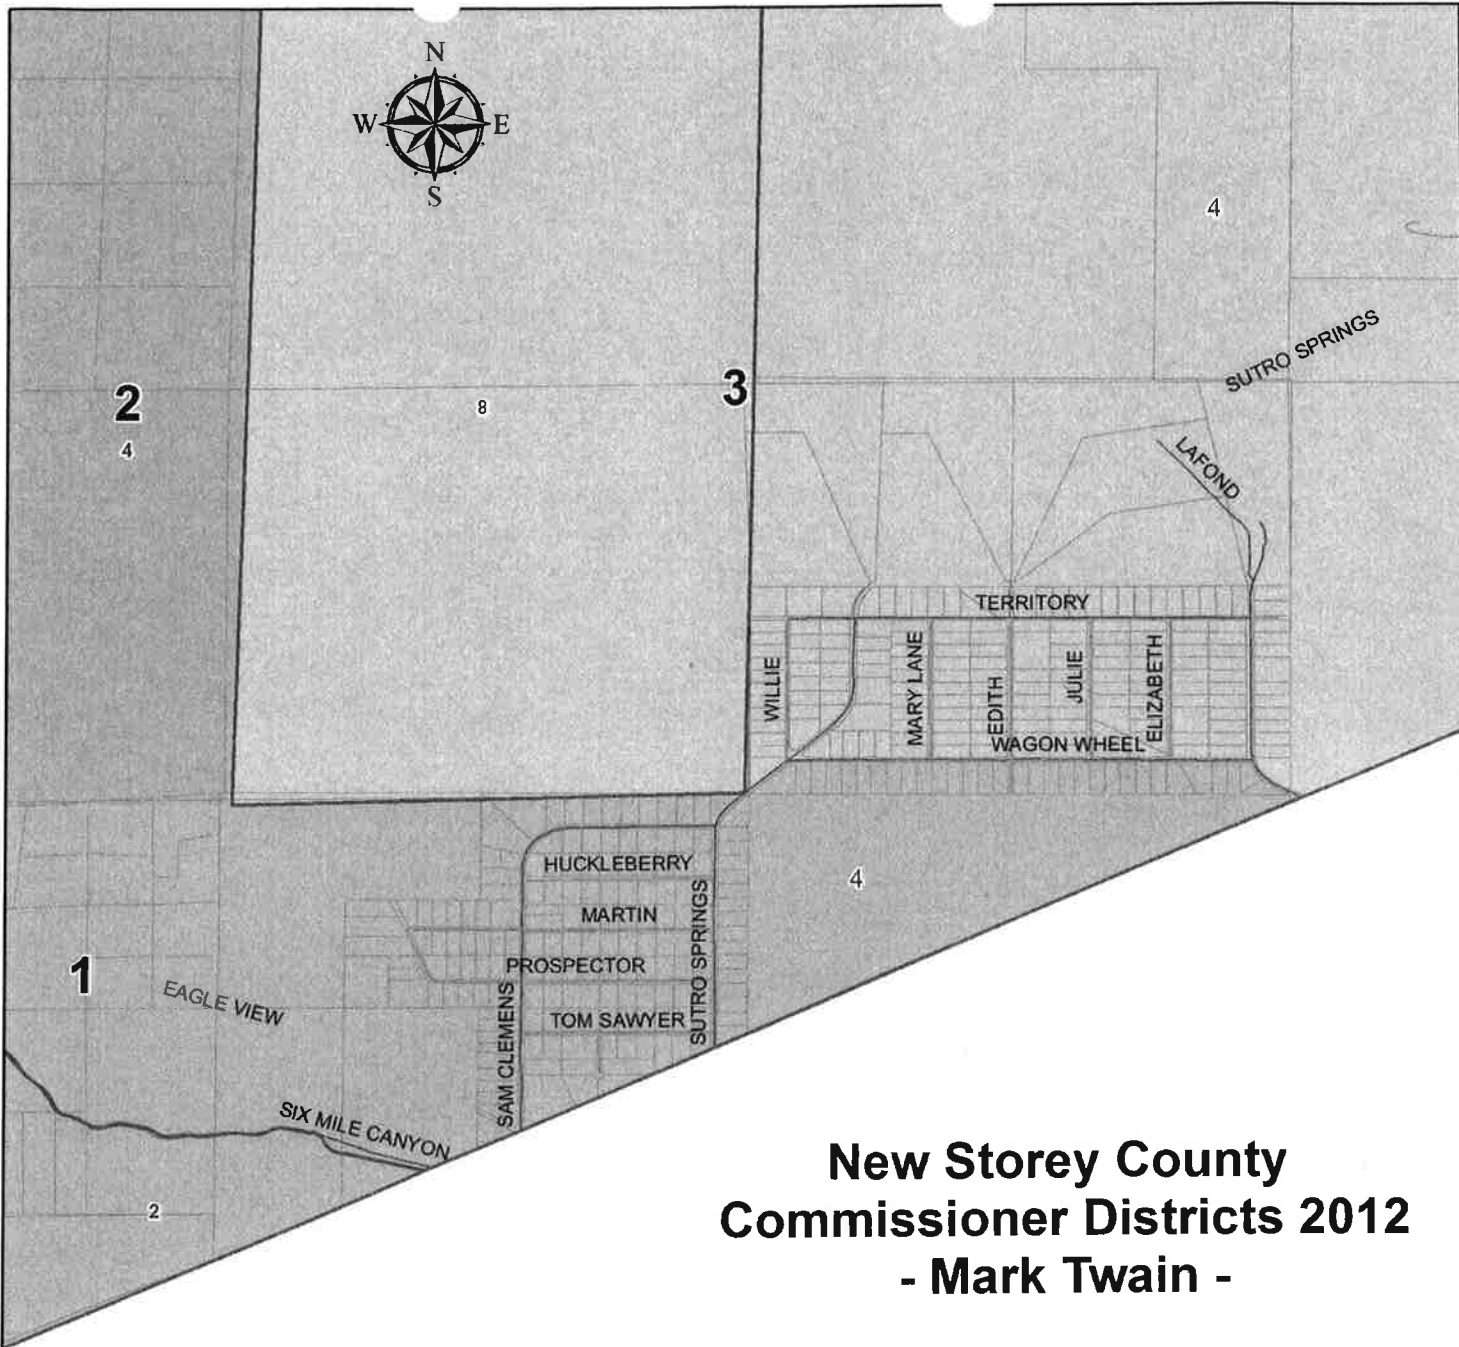 N
W E
S
4
SUTRO SPRINGS
2
3
8
4
LAFOND
TERRITORY
WILLIE
MARY LANE
EDITH
JULIE
ELIZABETH
WAGON WHEEL
HUCKLEBERRY
4
MARTIN
SUTRO SPRINGS
PROSPECTOR
1
EAGLE VIEW
TOM SAWYER
SAM CLEMENS
SIX MILE CANYON
2
New Storey County
Commissioner Districts 2012
- Mark Twain -